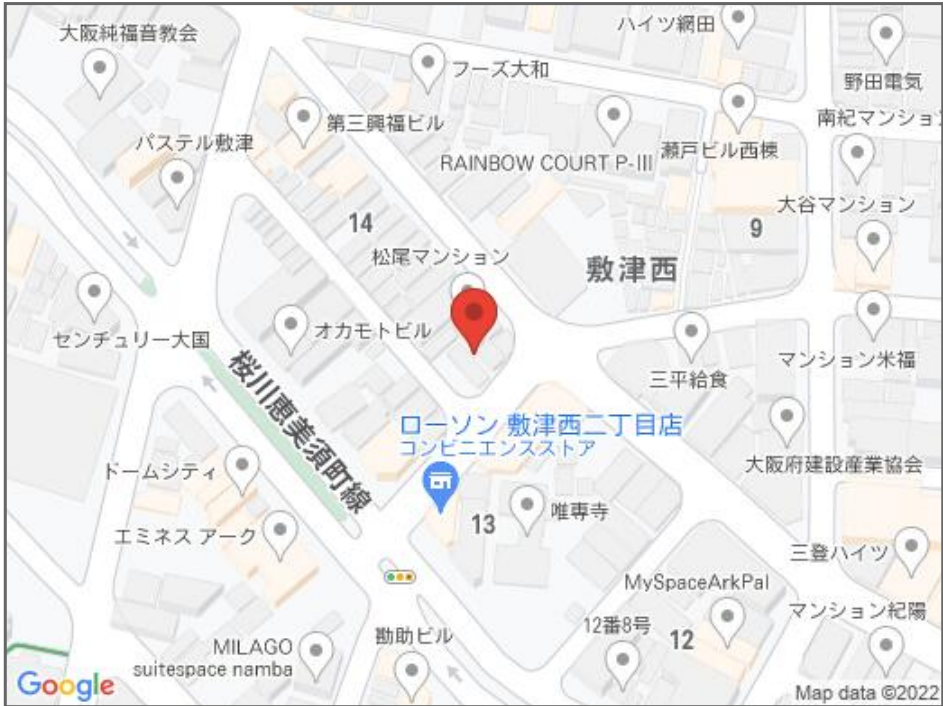 大阪純福音教会
ハイツ網田
フーズ大和
野田電気
南紀マンション
第三興福ビル
パステル敷津
RAINBOW COURT P-III
瀬戸ビル西棟
大谷マンション
14
9
松尾マンション
敷津西
センチュリー大国
オカモトビル
三平給食
マンション米福
桜川恵美須町線
ローソン 敷津西二丁目店
コンビニエンスストア
大阪府建設産業協会
ドームシティ
13
唯専寺
エミネス アーク
三登ハイツ
MySpaceArkPal
マンション紀陽
12番8号
12
勘助ビル
MILAGO
suitespace namba
Google
Map data ©2022